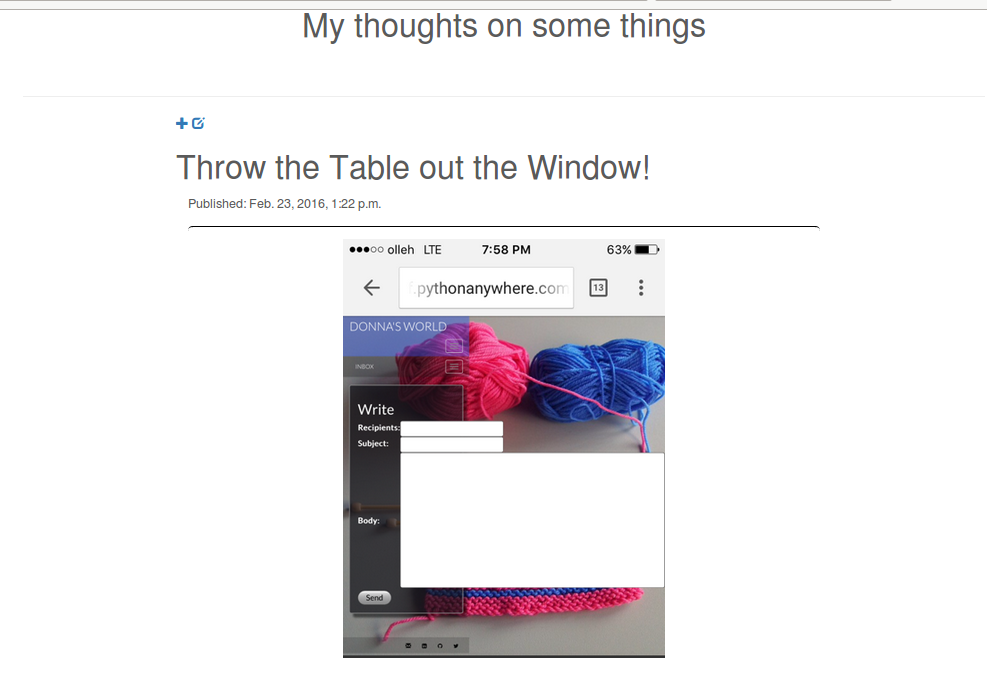 My thoughts on some things
Throw the Table out the Window!
Published: Feb. 23, 2016, 1:22 p.m.
olleh LTE 7:58 PM 63%
.pythonanywhere.com
13
DONNA'S WORLD
INBOX
Write
Recipients:
Subject:
Body:
Send